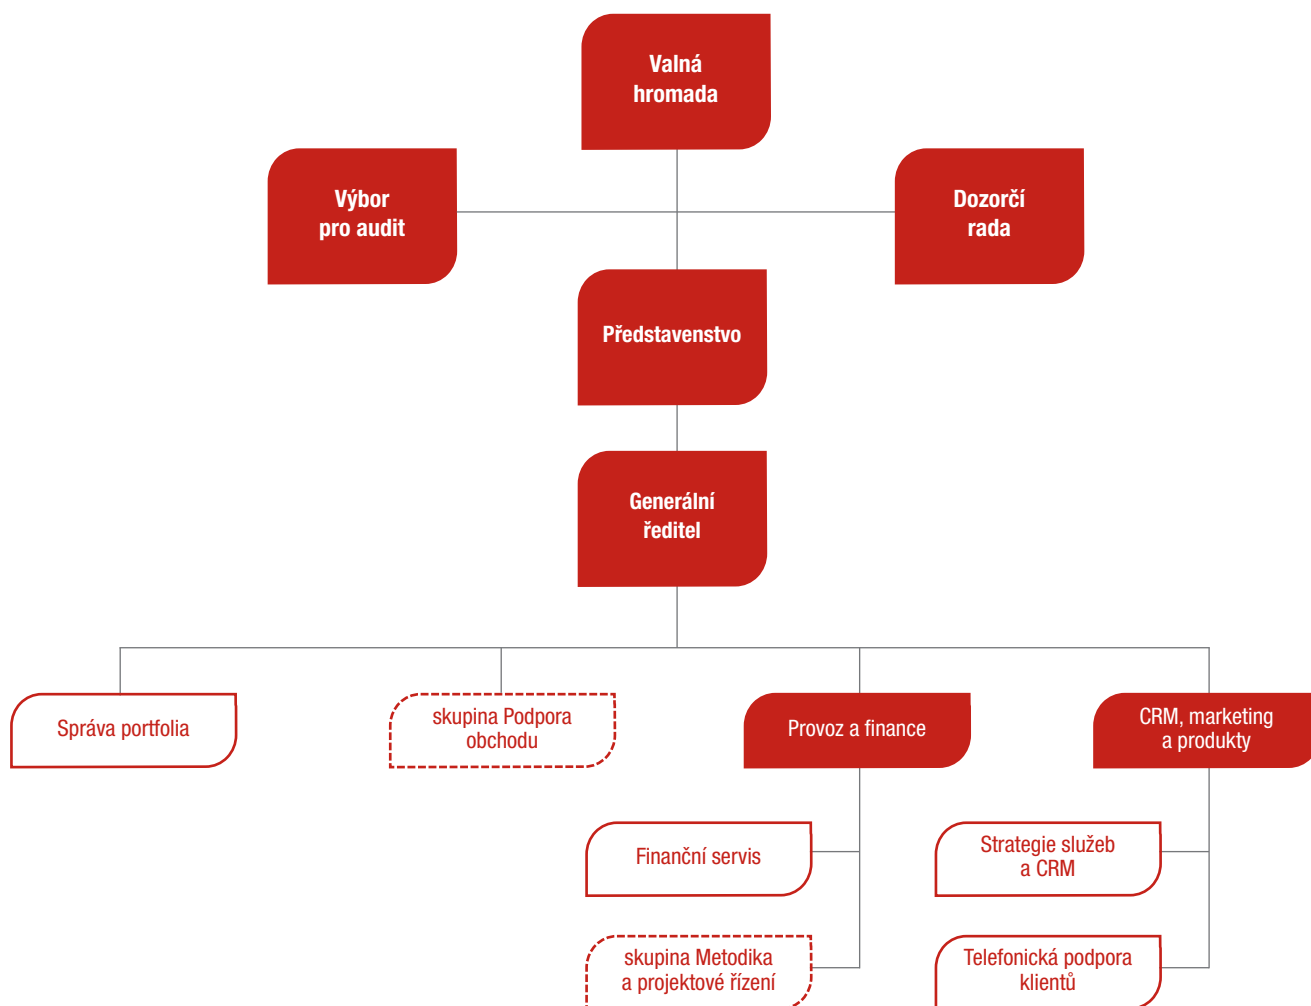 Valná
hromada
Výbor
pro audit
Dozorčí
rada
Představenstvo
Generální
ředitel
Správa portfolia
skupina Podpora
obchodu
Provoz a finance
CRM, marketing
a produkty
Finanční servis
Strategie služeb
a CRM
skupina Metodika
a projektové řízení
Telefonická podpora
klientů